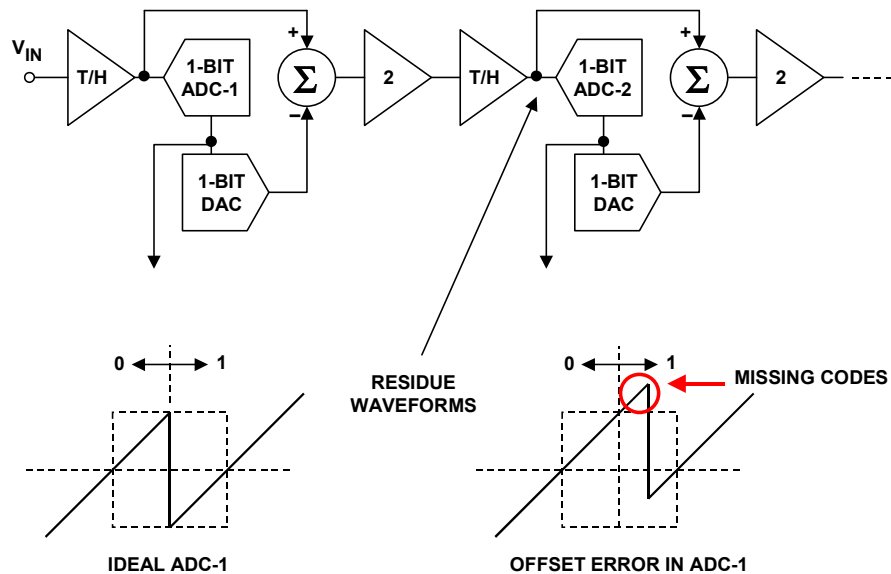 V_IN
T/H
1-BIT
ADC-1
+
Σ
−
2
T/H
1-BIT
ADC-2
+
Σ
−
2
1-BIT
DAC
1-BIT
DAC
RESIDUE
WAVEFORMS
0
1
0
1
MISSING CODES
IDEAL ADC-1
OFFSET ERROR IN ADC-1